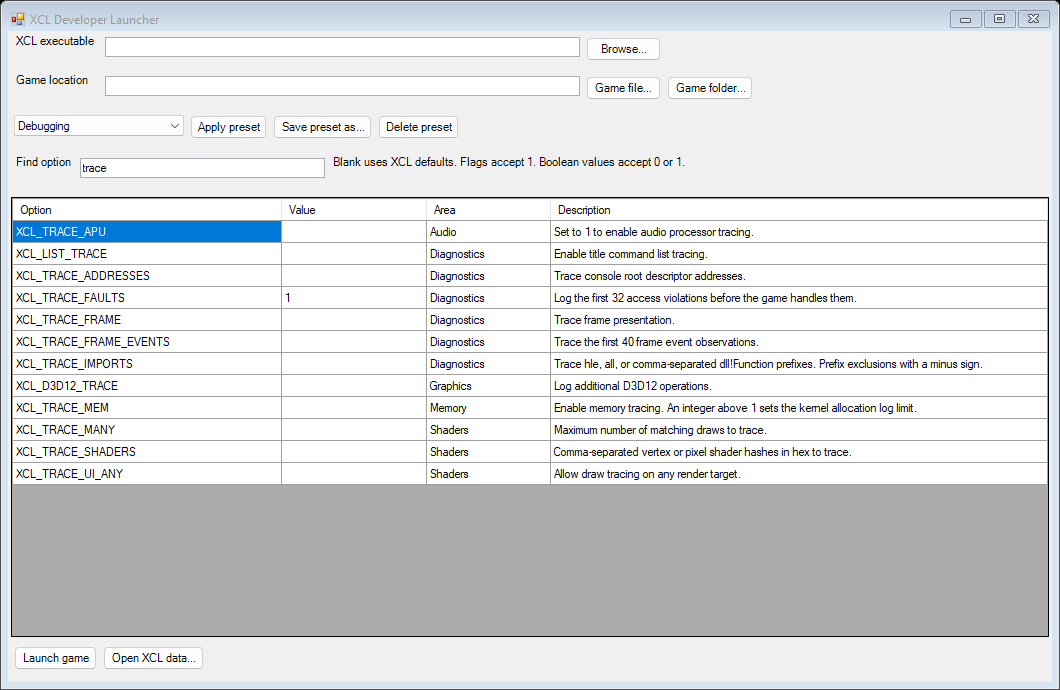 XCL Developer Launcher
XCL executable
Browse...
Game location
Game file...
Game folder...
Debugging
Apply preset
Save preset as...
Delete preset
Find option
trace
Blank uses XCL defaults. Flags accept 1. Boolean values accept 0 or 1.
Option Value Area Description
XCL_TRACE_APU Audio Set to 1 to enable audio processor tracing.
XCL_LIST_TRACE Diagnostics Enable title command list tracing.
XCL_TRACE_ADDRESSES Diagnostics Trace console root descriptor addresses.
XCL_TRACE_FAULTS 1 Diagnostics Log the first 32 access violations before the game handles them.
XCL_TRACE_FRAME Diagnostics Trace frame presentation.
XCL_TRACE_FRAME_EVENTS Diagnostics Trace the first 40 frame event observations.
XCL_TRACE_IMPORTS Diagnostics Trace hle, all, or comma-separated dll!Function prefixes. Prefix exclusions with a minus sign.
XCL_D3D12_TRACE Graphics Log additional D3D12 operations.
XCL_TRACE_MEM Memory Enable memory tracing. An integer above 1 sets the kernel allocation log limit.
XCL_TRACE_MANY Shaders Maximum number of matching draws to trace.
XCL_TRACE_SHADERS Shaders Comma-separated vertex or pixel shader hashes in hex to trace.
XCL_TRACE_UI_ANY Shaders Allow draw tracing on any render target.
Launch game
Open XCL data...